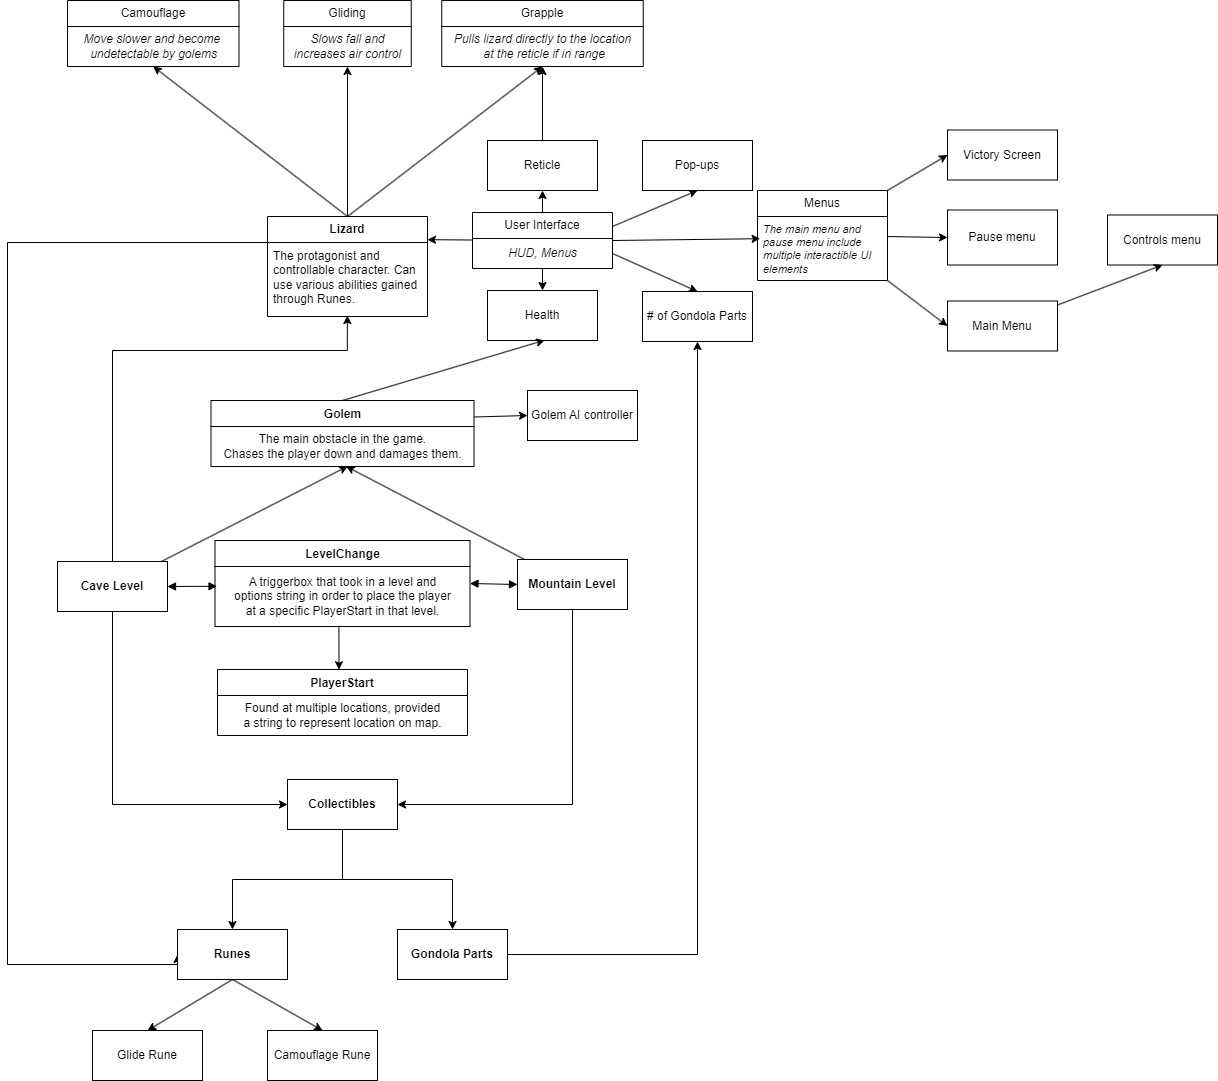 Camouflage
Move slower and become
undetectable by golems
Gliding
Slows fall and
increases air control
Grapple
Pulls lizard directly to the location
at the reticle if in range
Reticle
Pop-ups
Victory Screen
Menus
The main menu and
pause menu include
multiple interactible UI
elements
Pause menu
Controls menu
Main Menu
Lizard
The protagonist and
controllable character. Can
use various abilities gained
through Runes.
User Interface
HUD, Menus
Health
# of Gondola Parts
Golem
The main obstacle in the game.
Chases the player down and damages them.
Golem AI controller
Cave Level
LevelChange
A triggerbox that took in a level and
options string in order to place the player
at a specific PlayerStart in that level.
Mountain Level
PlayerStart
Found at multiple locations, provided
a string to represent location on map.
Collectibles
Runes
Gondola Parts
Glide Rune
Camouflage Rune